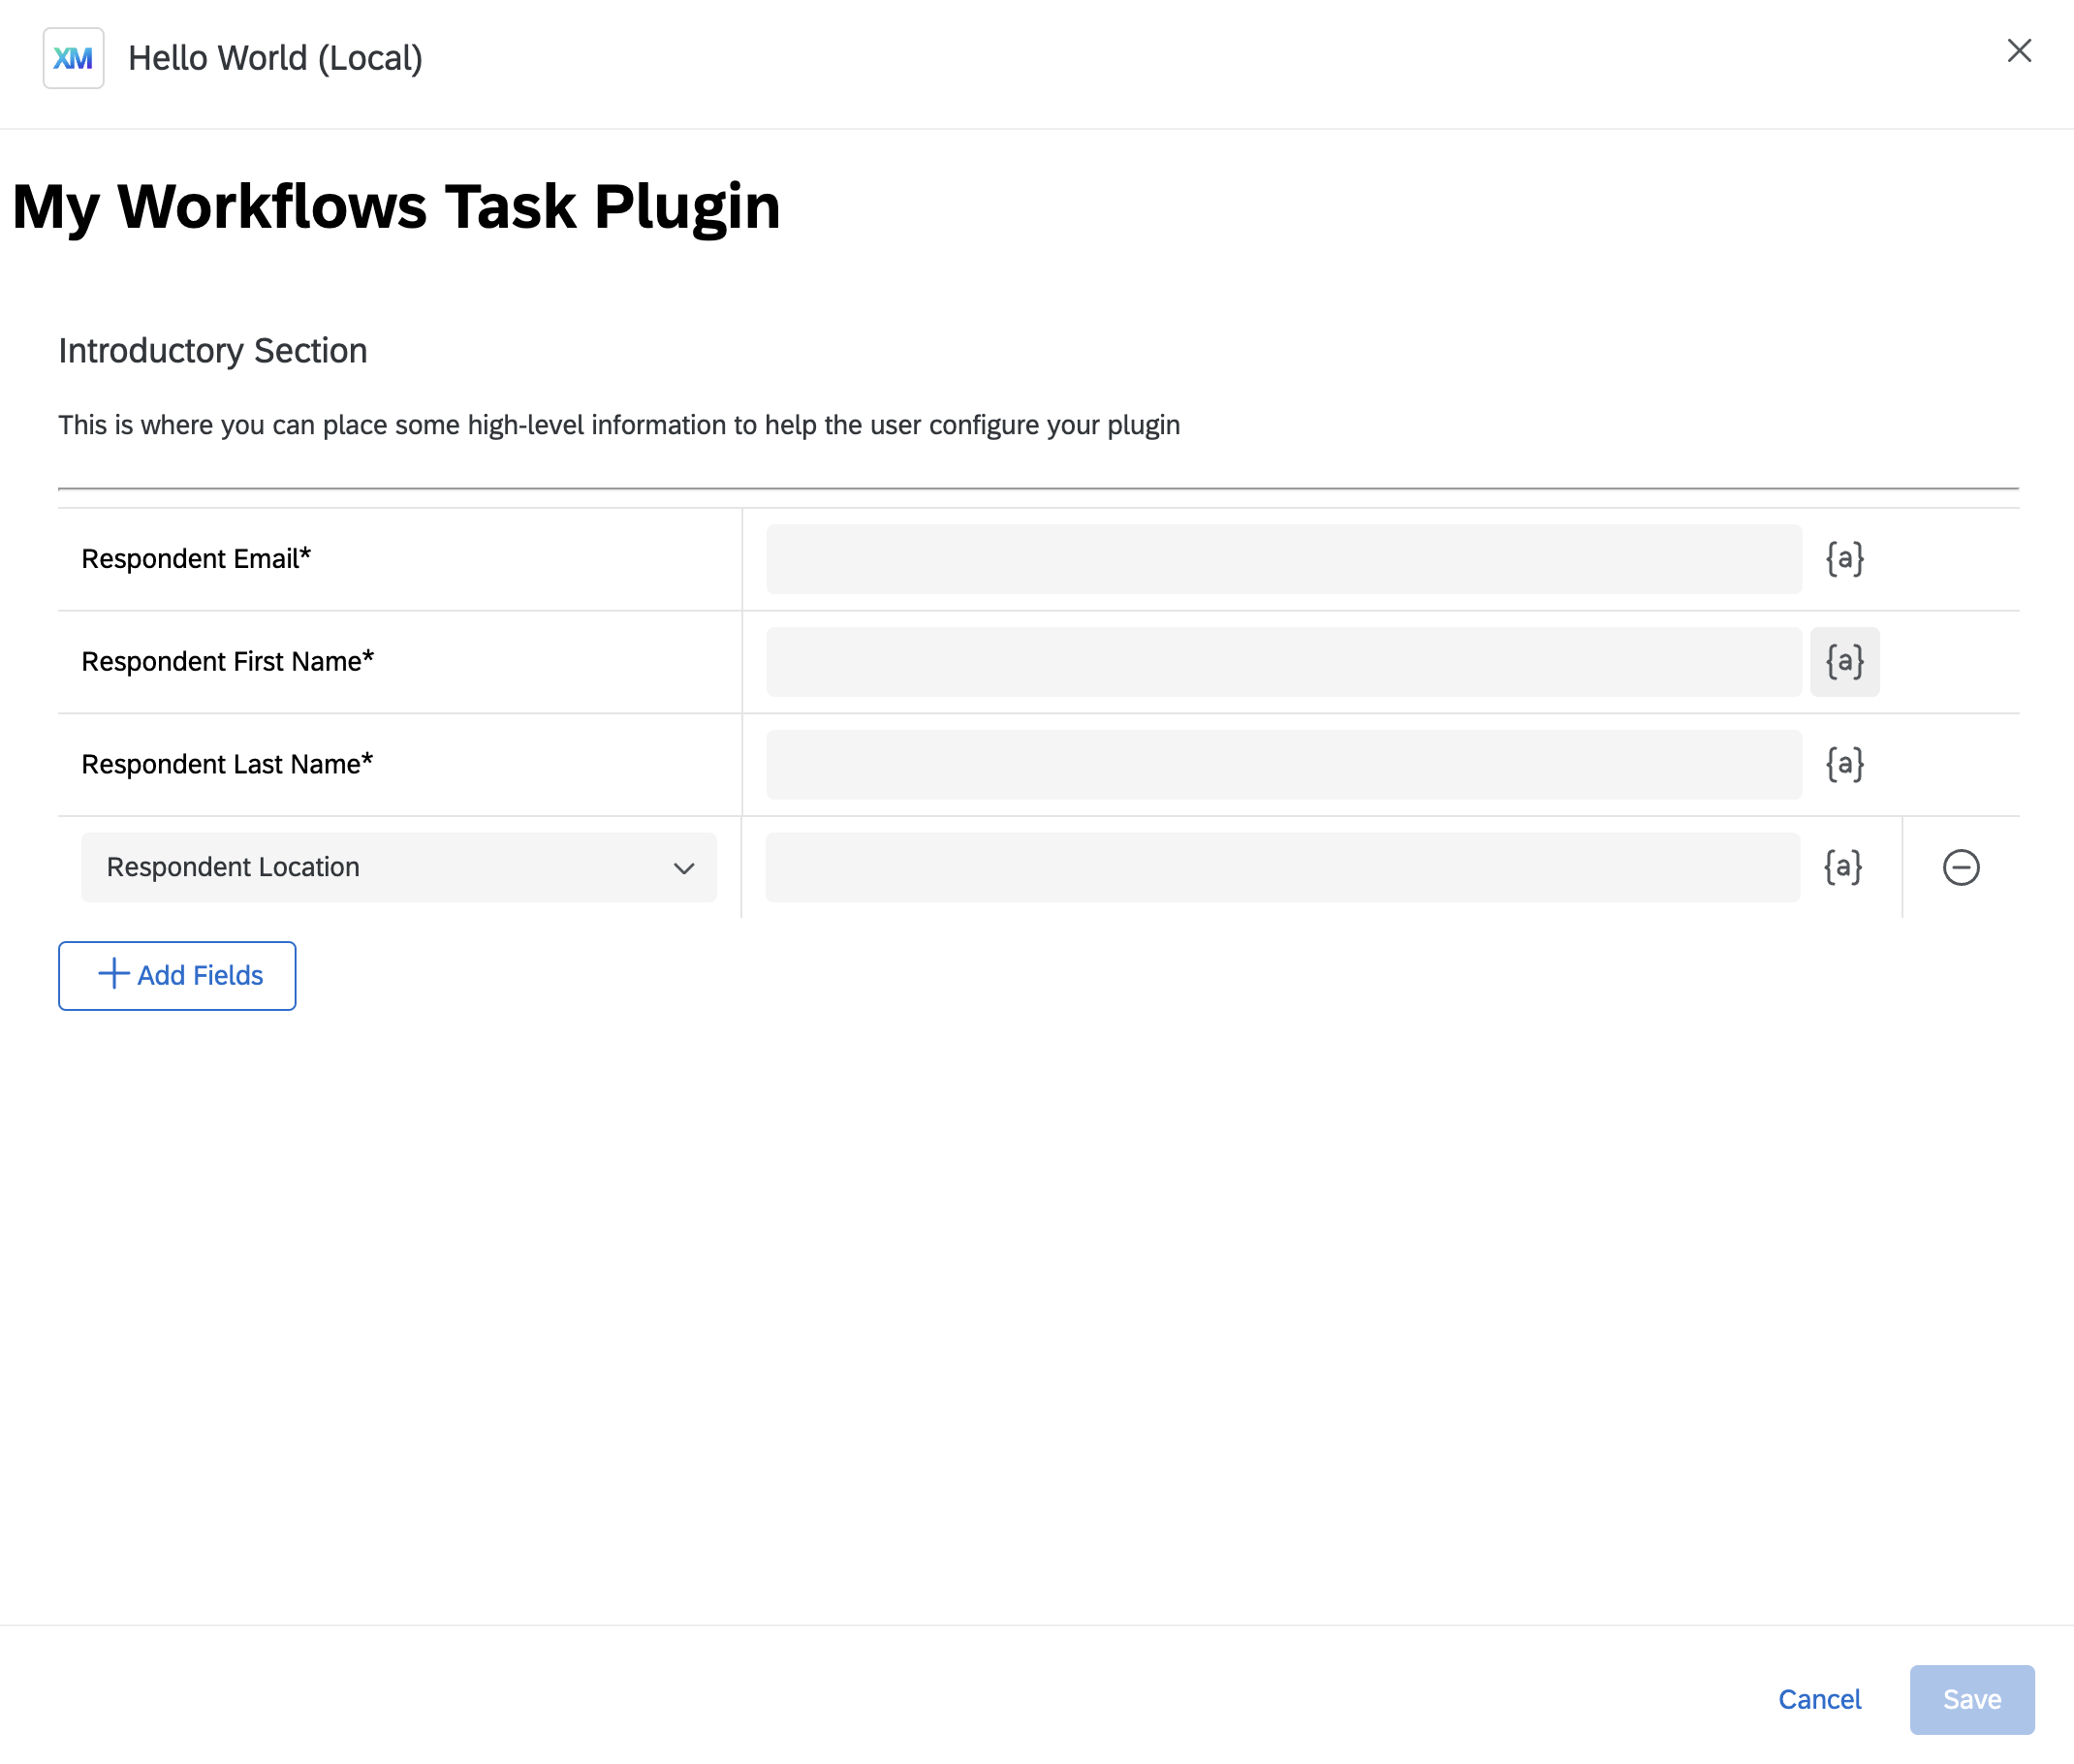 XM Hello World (Local)
My Workflows Task Plugin
Introductory Section
This is where you can place some high-level information to help the user configure your plugin
Respondent Email* {a}
Respondent First Name* {a}
Respondent Last Name* {a}
Respondent Location {a}
Add Fields
Cancel Save